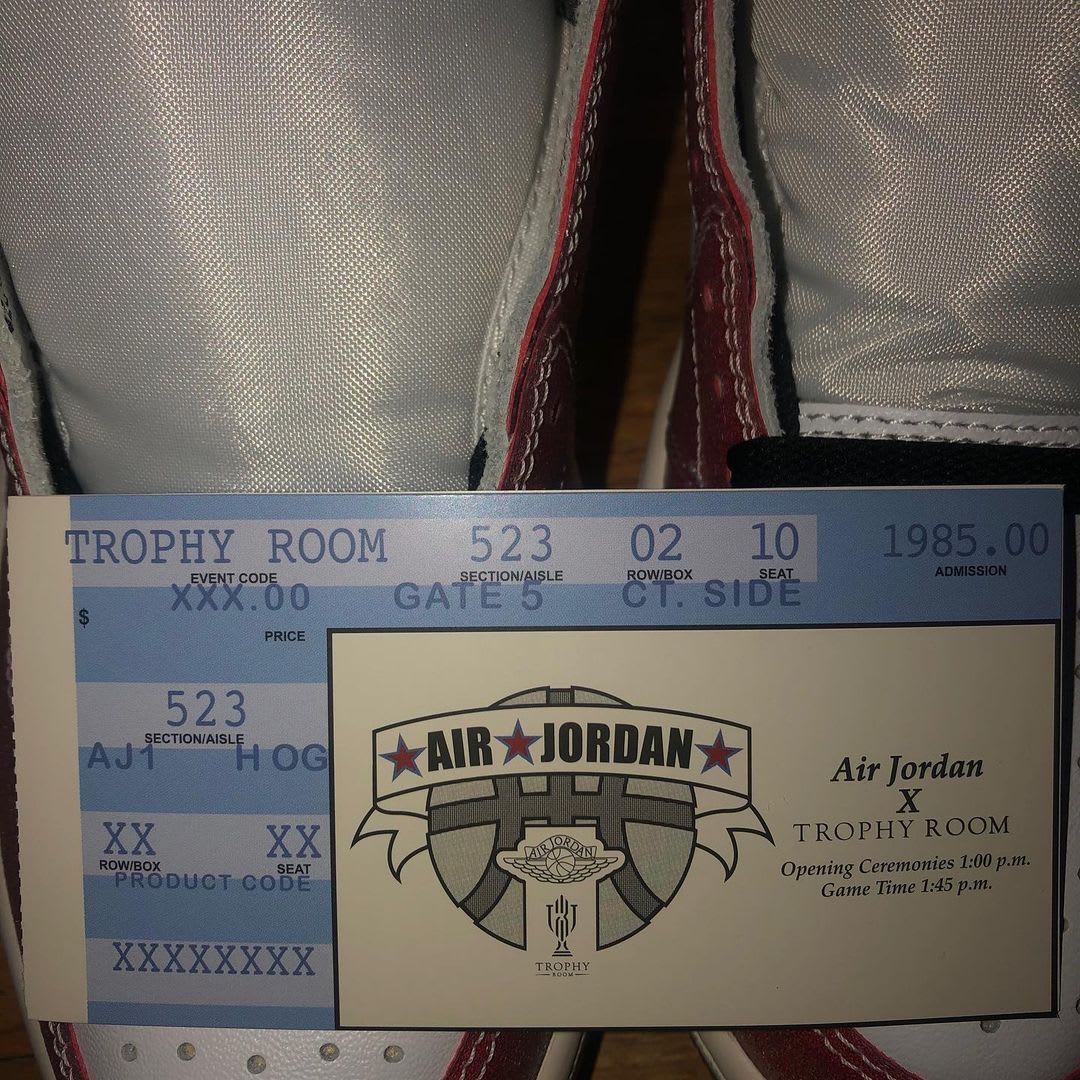 TROPHY ROOM 523 02 10 1985.00
EVENT CODE SECTION/AISLE ROW/BOX SEAT ADMISSION
XXX.00 GATE 5 CT. SIDE
$
PRICE
523
SECTION/AISLE
AJ1 H OG
XX XX
ROW/BOX SEAT
PRODUCT CODE
XXXXXXXX
AIR JORDAN
AIR JORDAN
TROPHY
ROOM
Air Jordan
X
TROPHY ROOM
Opening Ceremonies 1:00 p.m.
Game Time 1:45 p.m.